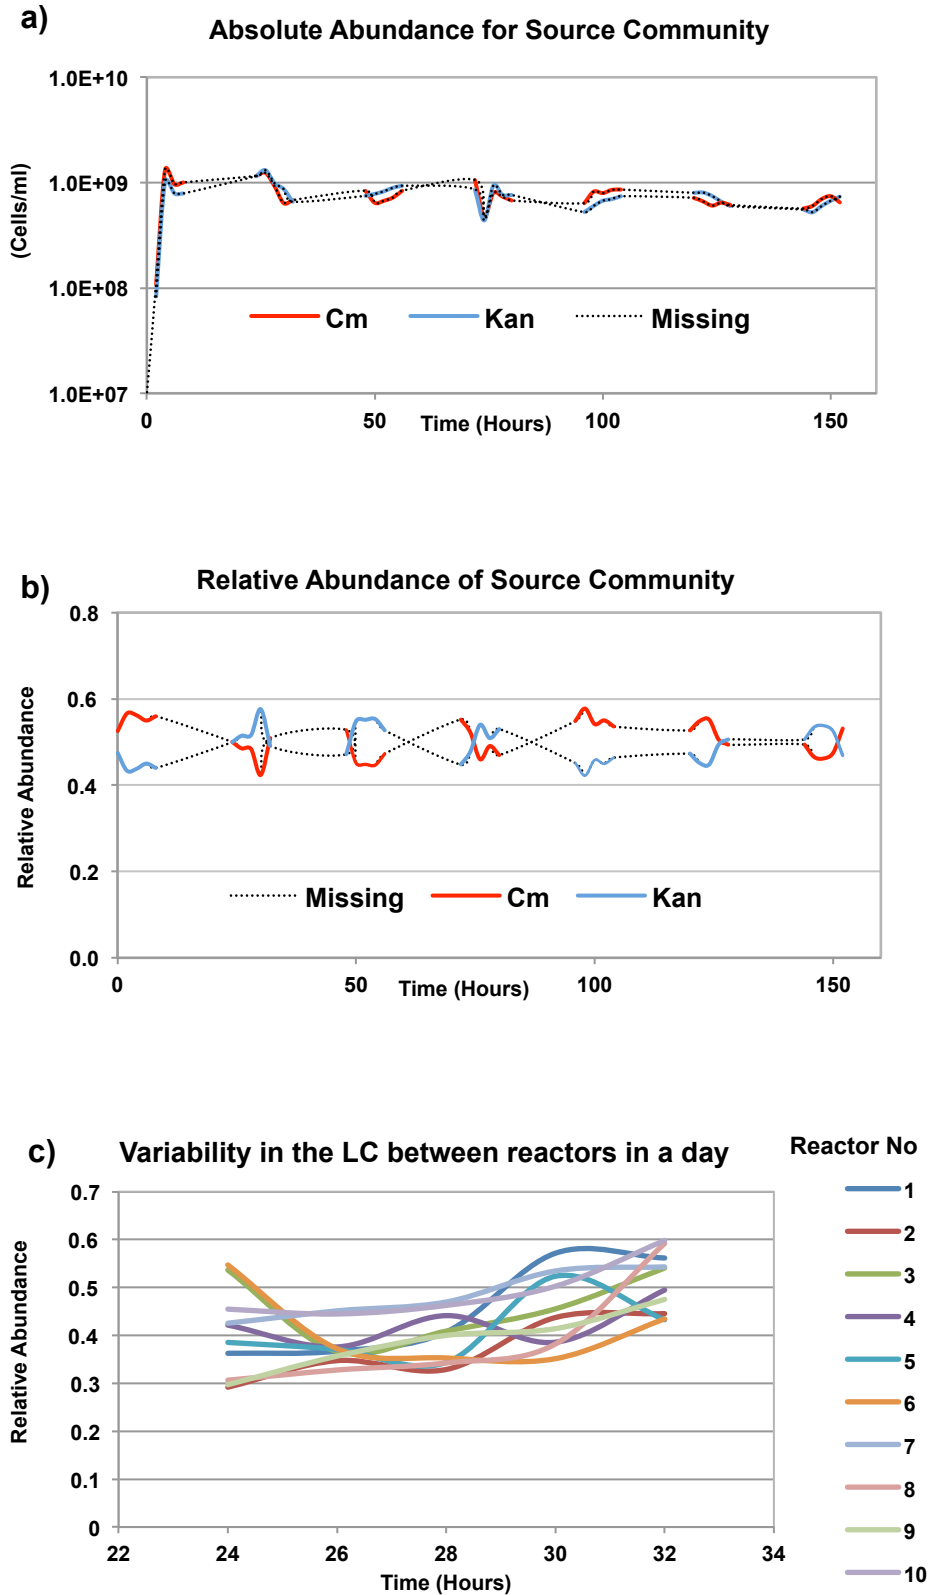 a)
Absolute Abundance for Source Community
(Cells/ml)
1.0E+10
1.0E+09
1.0E+08
1.0E+07
Cm Kan Missing
0 50 100 150
Time (Hours)
b)
Relative Abundance of Source Community
Relative Abundance
0.8
0.6
0.4
0.2
0.0
Missing Cm Kan
0 50 100 150
Time (Hours)
c)
Variability in the LC between reactors in a day
Relative Abundance
0.7
0.6
0.5
0.4
0.3
0.2
0.1
0
22 24 26 28 30 32 34
Time (Hours)
Reactor No
1
2
3
4
5
6
7
8
9
10